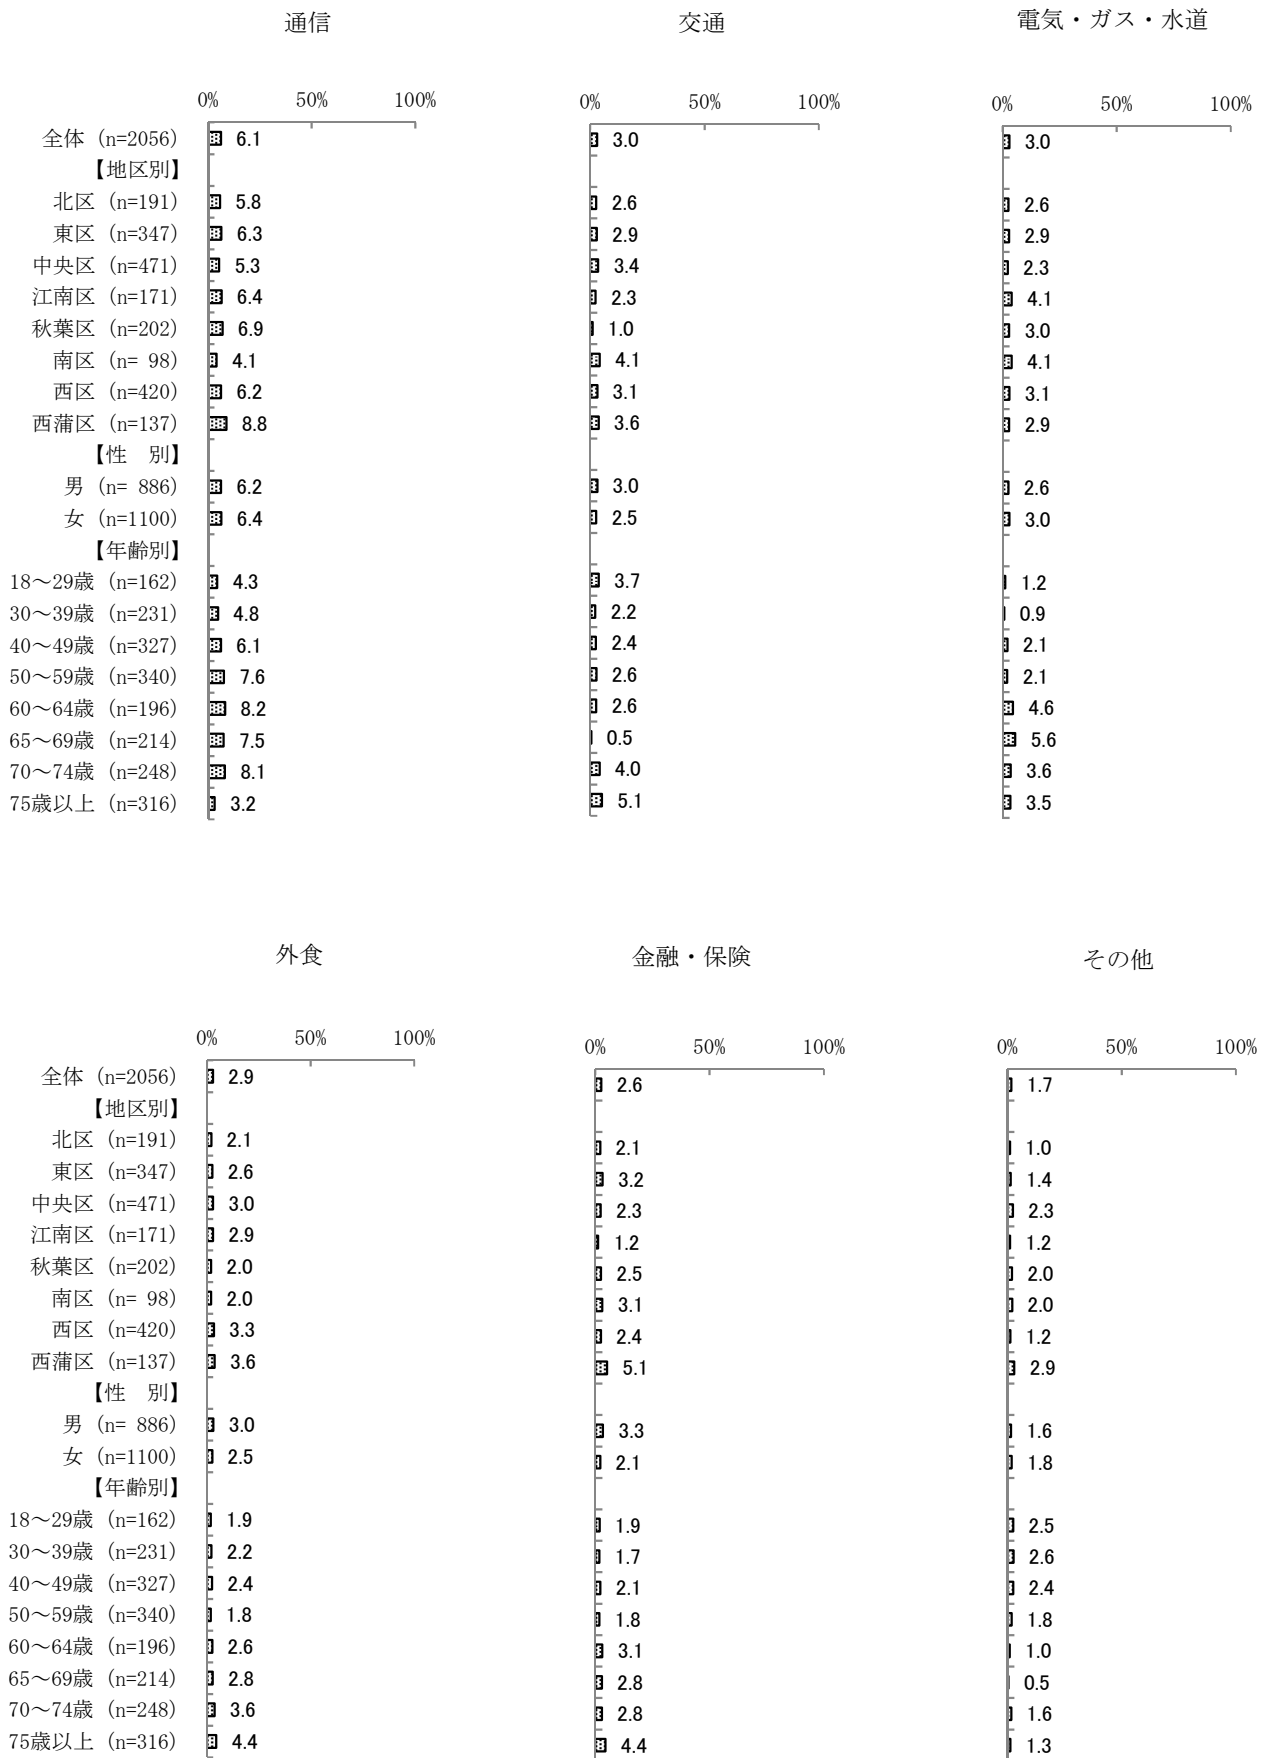 通信 交通 電気・ガス・水道
0% 50% 100% 0% 50% 100% 0% 50% 100%
全体 (n=2056) 6.1 3.0 3.0
【地区別】
北区 (n=191) 5.8 2.6 2.6
東区 (n=347) 6.3 2.9 2.9
中央区 (n=471) 5.3 3.4 2.3
江南区 (n=171) 6.4 2.3 4.1
秋葉区 (n=202) 6.9 1.0 3.0
南区 (n= 98) 4.1 4.1 4.1
西区 (n=420) 6.2 3.1 3.1
西蒲区 (n=137) 8.8 3.6 2.9
【性　別】
男 (n= 886) 6.2 3.0 2.6
女 (n=1100) 6.4 2.5 3.0
【年齢別】
18～29歳 (n=162) 4.3 3.7 1.2
30～39歳 (n=231) 4.8 2.2 0.9
40～49歳 (n=327) 6.1 2.4 2.1
50～59歳 (n=340) 7.6 2.6 2.1
60～64歳 (n=196) 8.2 2.6 4.6
65～69歳 (n=214) 7.5 0.5 5.6
70～74歳 (n=248) 8.1 4.0 3.6
75歳以上 (n=316) 3.2 5.1 3.5
外食 金融・保険 その他
0% 50% 100% 0% 50% 100% 0% 50% 100%
全体 (n=2056) 2.9 2.6 1.7
【地区別】
北区 (n=191) 2.1 2.1 1.0
東区 (n=347) 2.6 3.2 1.4
中央区 (n=471) 3.0 2.3 2.3
江南区 (n=171) 2.9 1.2 1.2
秋葉区 (n=202) 2.0 2.5 2.0
南区 (n= 98) 2.0 3.1 2.0
西区 (n=420) 3.3 2.4 1.2
西蒲区 (n=137) 3.6 5.1 2.9
【性　別】
男 (n= 886) 3.0 3.3 1.6
女 (n=1100) 2.5 2.1 1.8
【年齢別】
18～29歳 (n=162) 1.9 1.9 2.5
30～39歳 (n=231) 2.2 1.7 2.6
40～49歳 (n=327) 2.4 2.1 2.4
50～59歳 (n=340) 1.8 1.8 1.8
60～64歳 (n=196) 2.6 3.1 1.0
65～69歳 (n=214) 2.8 2.8 0.5
70～74歳 (n=248) 3.6 2.8 1.6
75歳以上 (n=316) 4.4 4.4 1.3